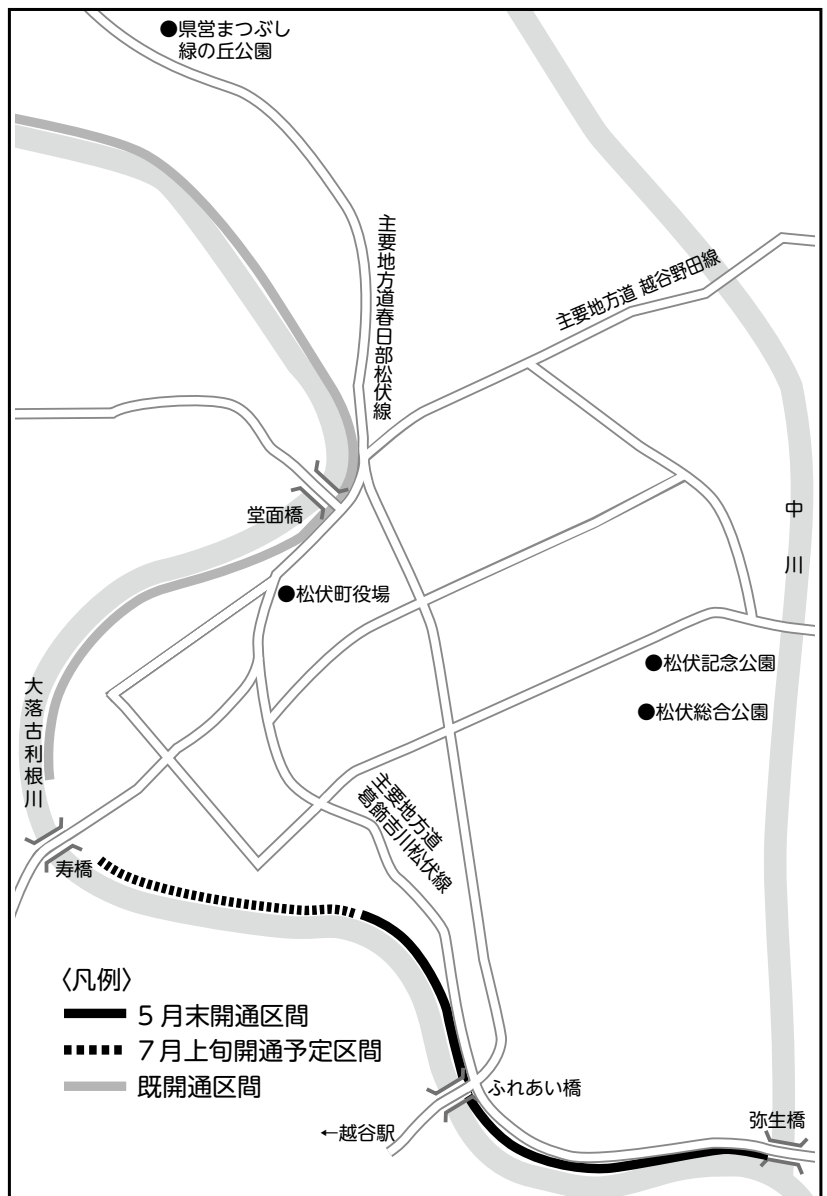 ●県営まつぶし
緑の丘公園
主要地方道春日部松伏線
主要地方道 越谷野田線
堂面橋
中川
●松伏町役場
●松伏記念公園
●松伏総合公園
大落古利根川
主要地方道
葛飾吉川松伏線
寿橋
〈凡例〉
5月末開通区間
7月上旬開通予定区間
既開通区間
ふれあい橋
←越谷駅
弥生橋